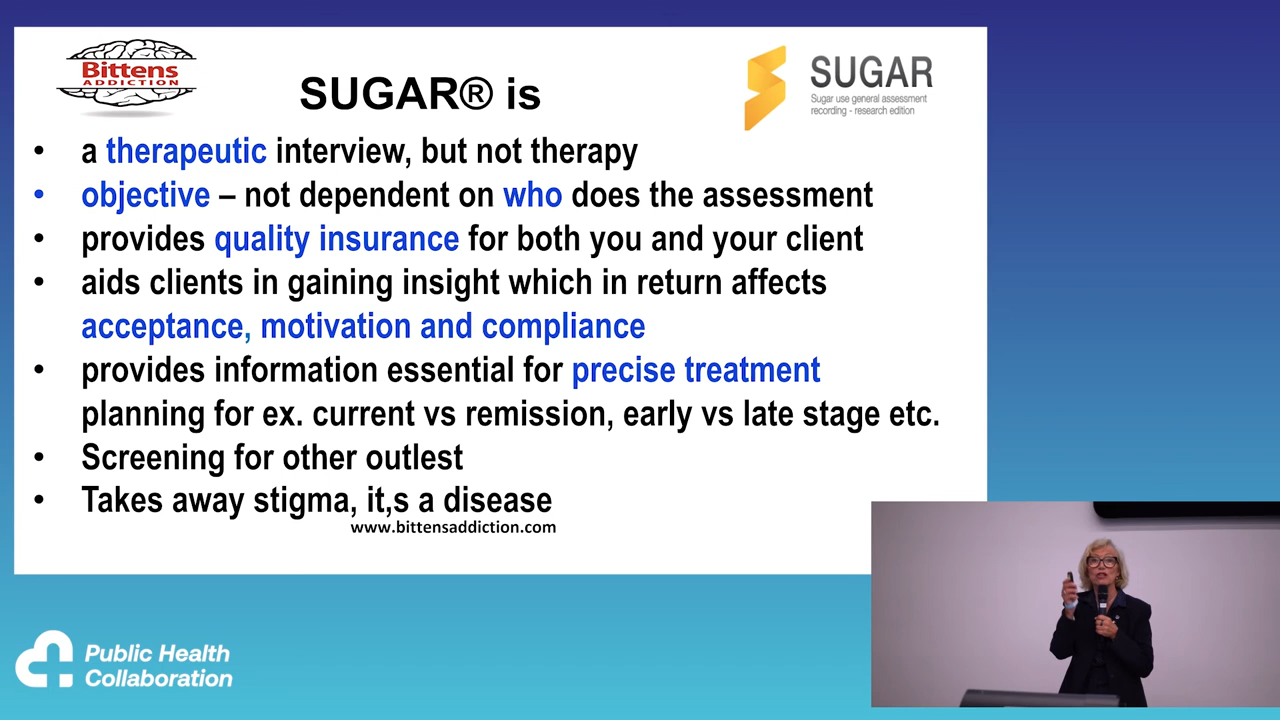 Bittens
ADDICTION
SUGAR® is
SUGAR
Sugar use general assessment
recording - research edition
• a therapeutic interview, but not therapy
• objective – not dependent on who does the assessment
• provides quality insurance for both you and your client
• aids clients in gaining insight which in return affects
acceptance, motivation and compliance
• provides information essential for precise treatment
planning for ex. current vs remission, early vs late stage etc.
• Screening for other outlest
• Takes away stigma, it,s a disease
www.bittensaddiction.com
Public Health
Collaboration